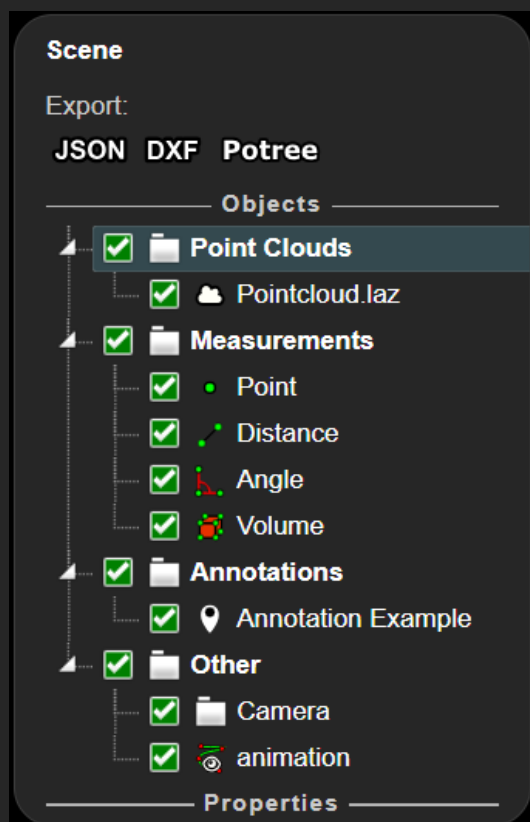 Scene
Export:
JSON DXF Potree
Objects
Point Clouds
Pointcloud.laz
Measurements
Point
Distance
Angle
Volume
Annotations
Annotation Example
Other
Camera
animation
Properties